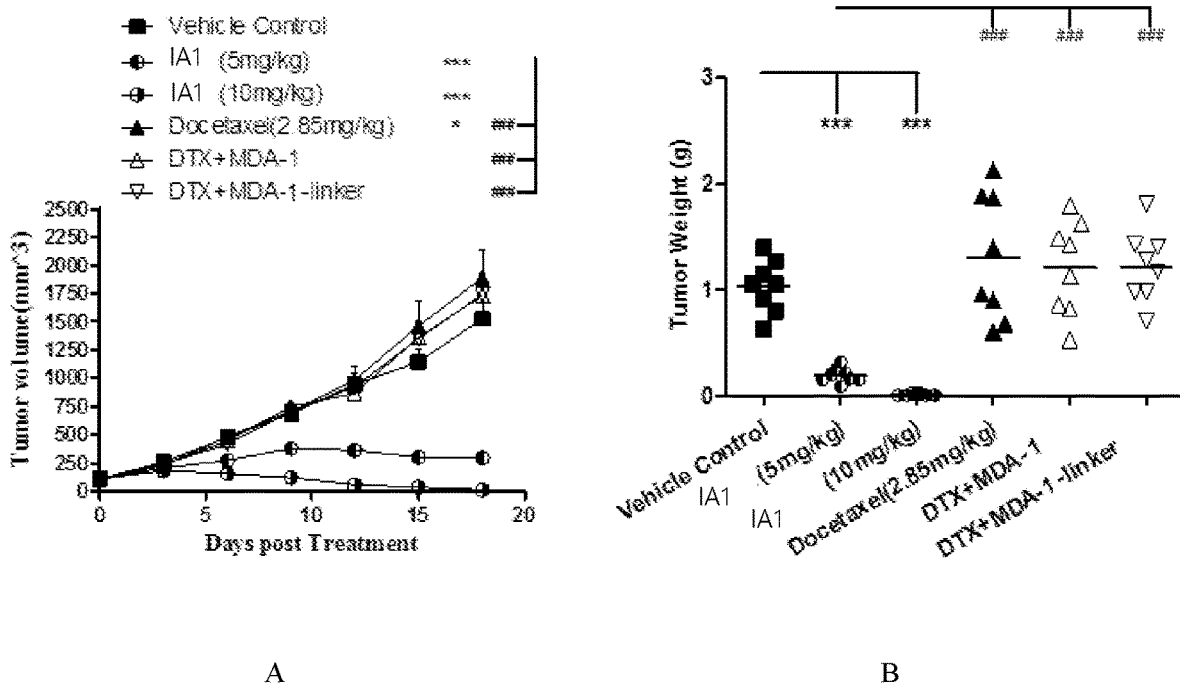 Vehicle Control
IA1 (5mg/kg) ***
IA1 (10mg/kg) ***
Docetaxel(2.85mg/kg) * ###
DTX+MDA-1 ###
DTX+MDA-1-linker ###
2500
2250
2000
1750
1500
1250
1000
750
500
250
0
Tumor volume(mm^3)
0 5 10 15 20
Days post Treatment
A
### ### ###
*** ***
3
2
1
0
Tumor Weight (g)
Vehicle Control
IA1 (5mg/kg)
IA1 (10mg/kg)
Docetaxel(2.85mg/kg)
DTX+MDA-1
DTX+MDA-1-linker
B